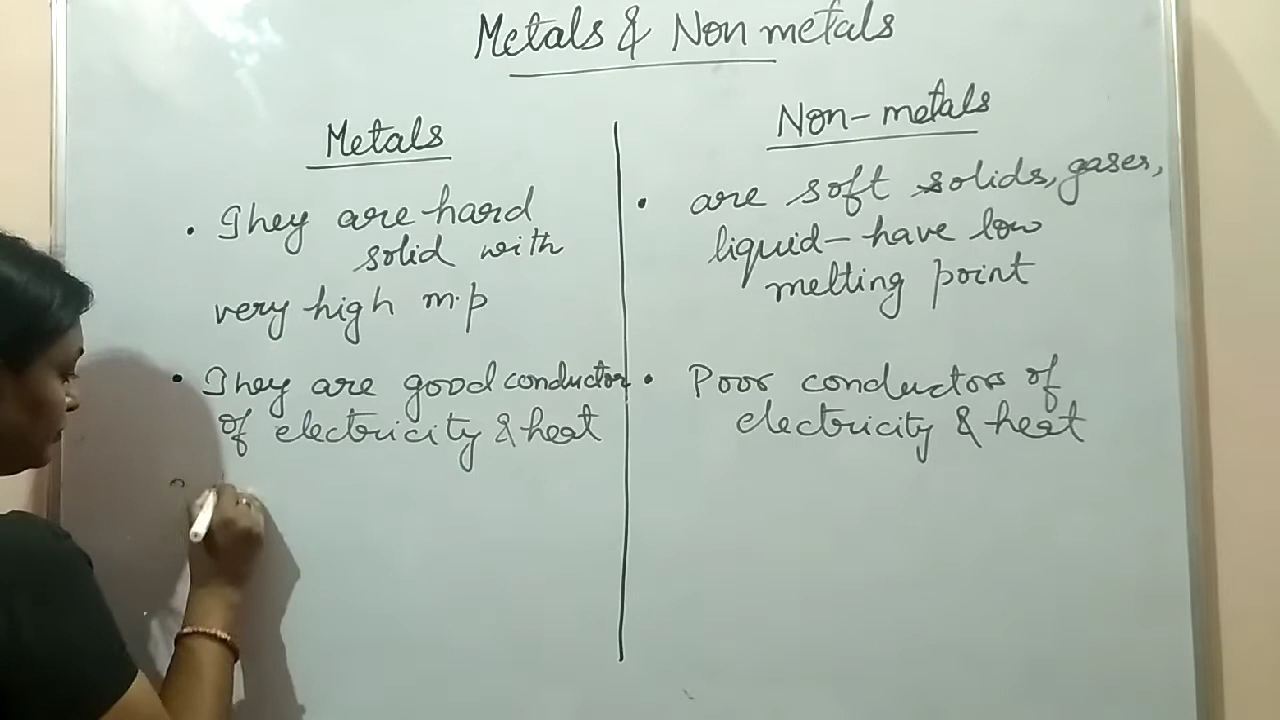 Metals & Non metals
Metals
• They are hard
solid with
very high m.p
• They are good conductor
of electricity & heat
Non-metals
• are soft solids, gases,
liquid- have low
melting point
• Poor conductors of
electricity & heat